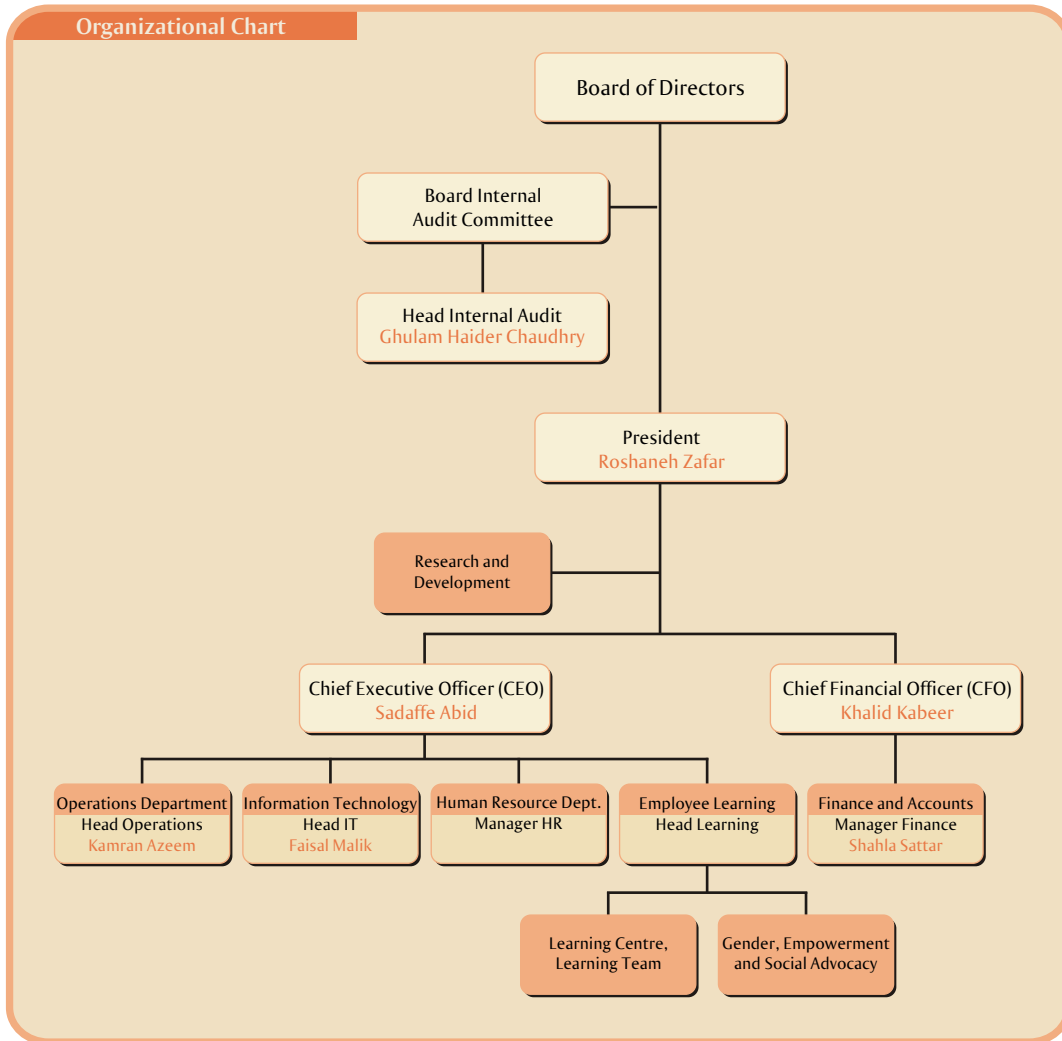 Organizational Chart
Board of Directors
Board Internal
Audit Committee
Head Internal Audit
Ghulam Haider Chaudhry
President
Roshaneh Zafar
Research and
Development
Chief Executive Officer (CEO)
Sadaffe Abid
Chief Financial Officer (CFO)
Khalid Kabeer
Operations Department
Head Operations
Kamran Azeem
Information Technology
Head IT
Faisal Malik
Human Resource Dept.
Manager HR
Employee Learning
Head Learning
Finance and Accounts
Manager Finance
Shahla Sattar
Learning Centre,
Learning Team
Gender, Empowerment
and Social Advocacy